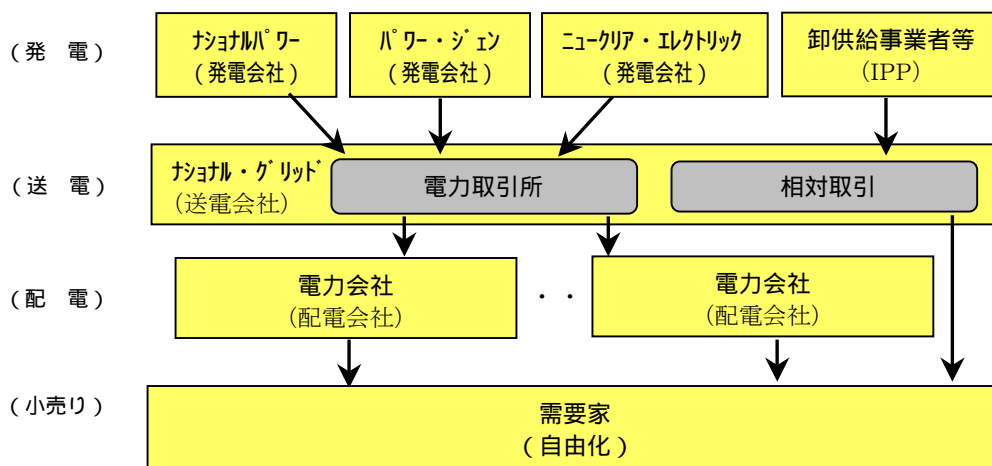 （発　電）
ﾅｼｮﾅﾙﾊﾟﾜｰ
（発電会社）
ﾊﾟﾜｰ・ｼﾞｪﾝ
（発電会社）
ﾆｭｰｸﾘｱ・ｴﾚｸﾄﾘｯｸ
（発電会社）
卸供給事業者等
（IPP）
（送　電）
ﾅｼｮﾅﾙ・ｸﾞﾘｯﾄﾞ
（送電会社）
電力取引所
相対取引
（配　電）
電力会社
（配電会社）
・・
電力会社
（配電会社）
（小売り）
需要家
（自由化）